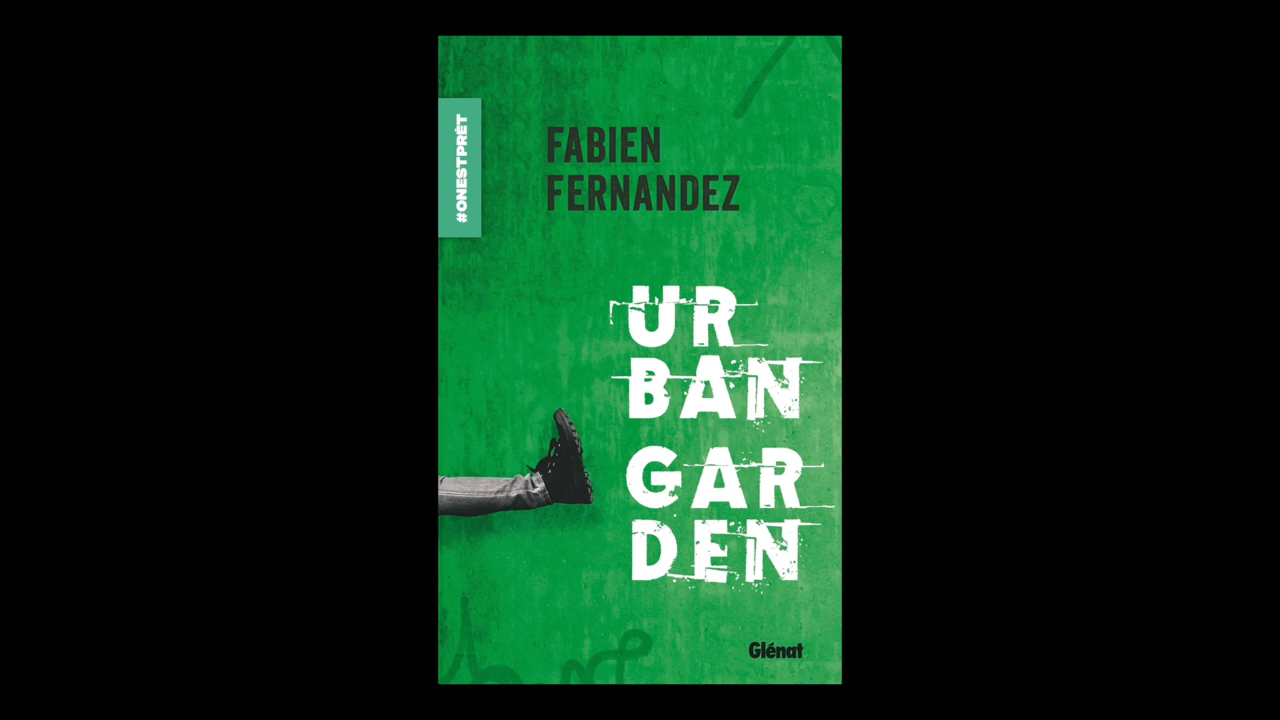 #ONESTPRÊT
FABIEN
FERNANDEZ
UR
BAN
GAR
DEN
Glénat